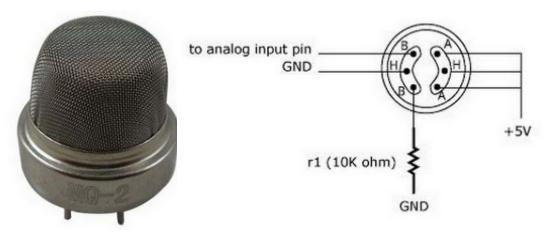 to analog input pin
GND
B
A
H
H
B
A
+5V
r1 (10K ohm)
GND
MQ-2